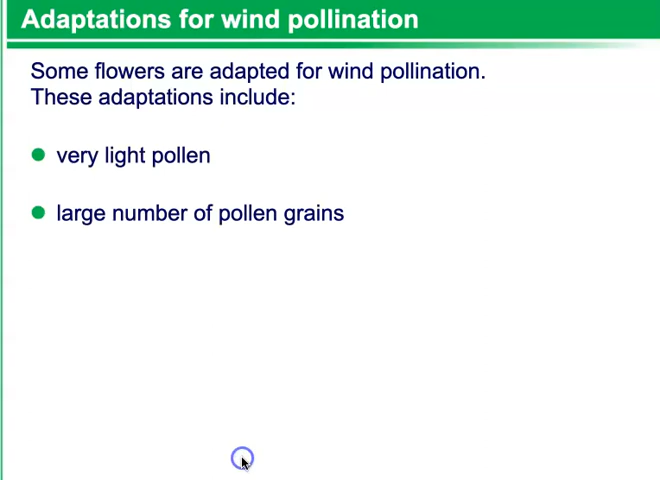 Adaptations for wind pollination
Some flowers are adapted for wind pollination.
These adaptations include:
very light pollen
large number of pollen grains